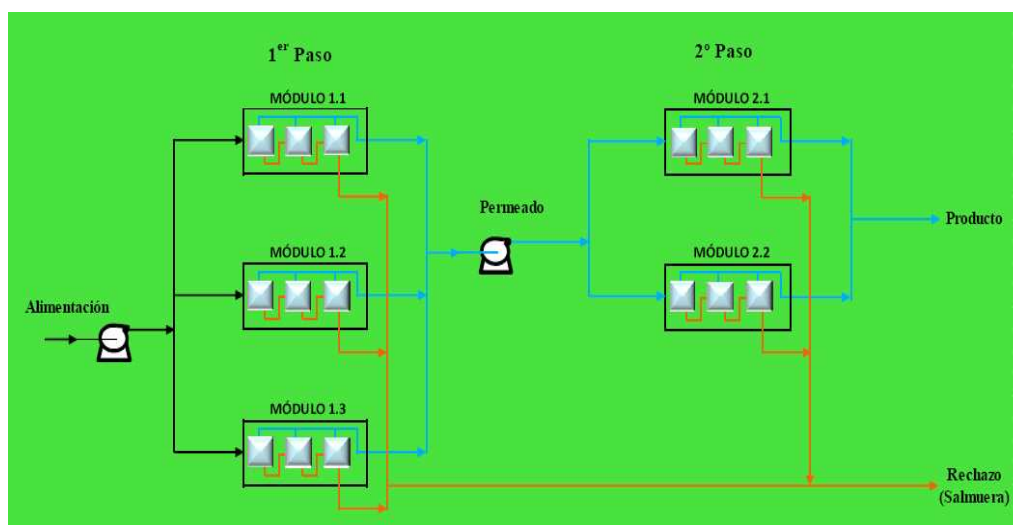 1er Paso
2º Paso
MÓDULO 1.1
MÓDULO 2.1
Permeado
Producto
MÓDULO 1.2
MÓDULO 2.2
Alimentación
MÓDULO 1.3
Rechazo
(Salmuera)